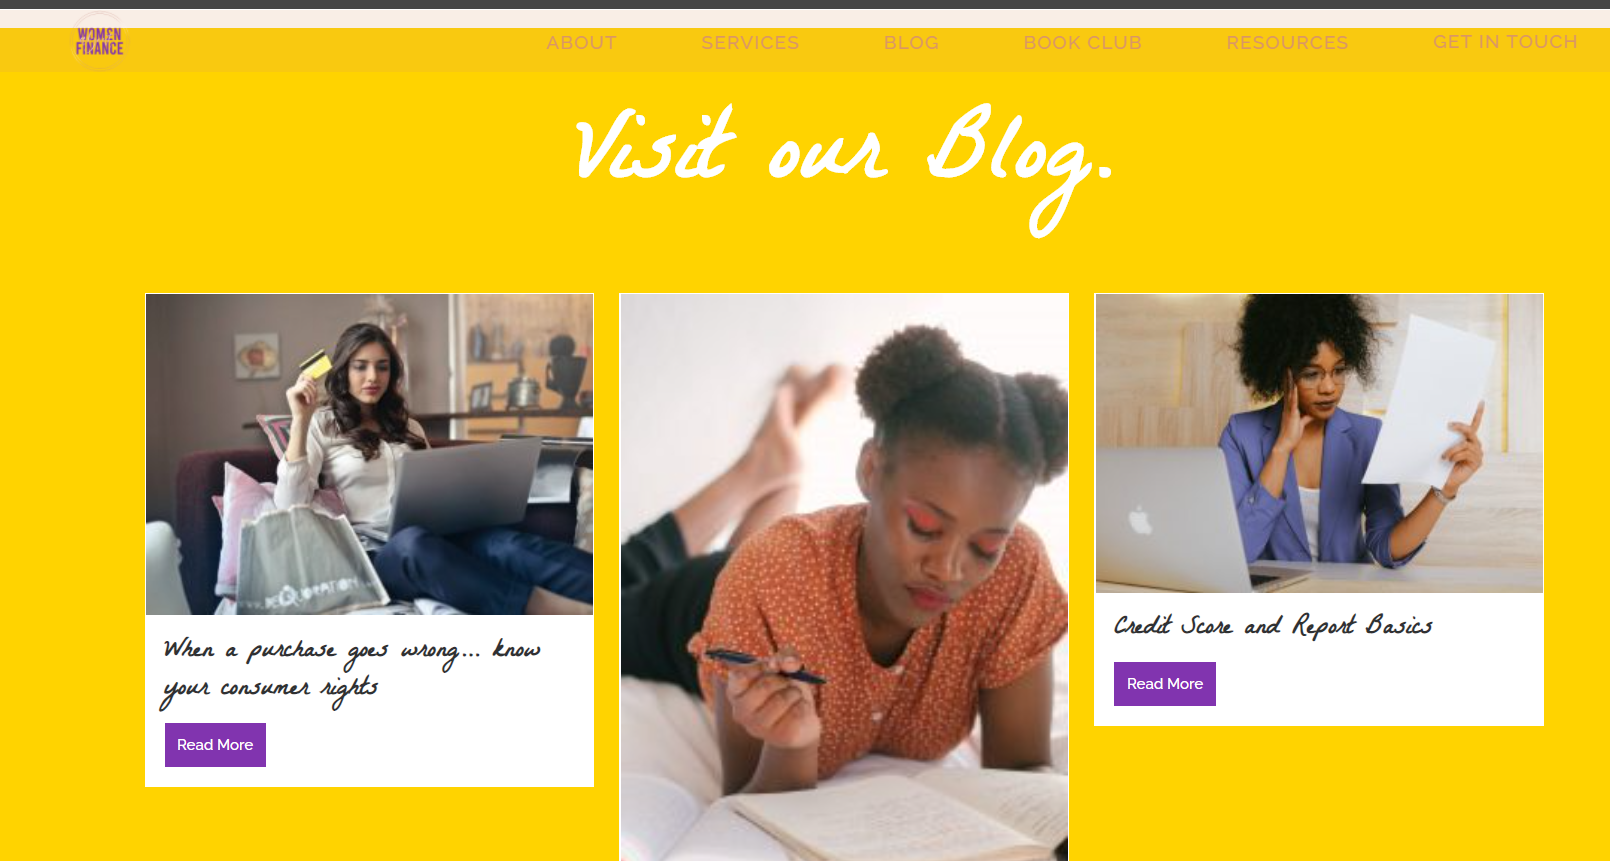 WOMEN
FINANCE
ABOUT SERVICES BLOG BOOK CLUB RESOURCES GET IN TOUCH
Visit our Blog.
When a purchase goes wrong... know
your consumer rights
Read More
Credit Score and Report Basics
Read More